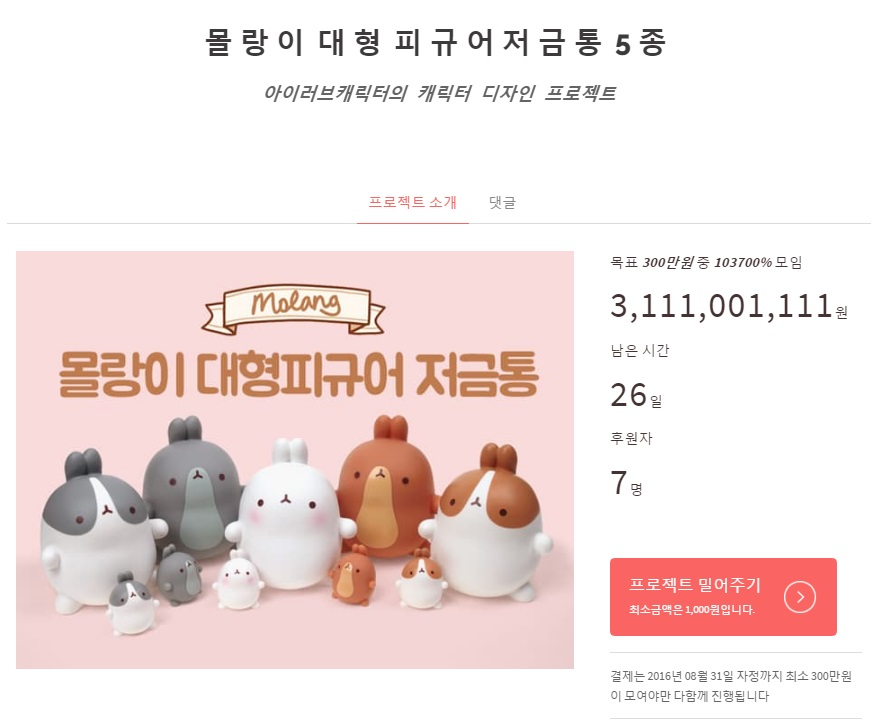 몰랑이 대형 피규어저금통 5종
아이러브캐릭터의 캐릭터 디자인 프로젝트
프로젝트 소개 댓글
Molang
몰랑이 대형피규어 저금통
목표 300만원 중 103700% 모임
3,111,001,111원
남은 시간
26일
후원자
7명
프로젝트 밀어주기
최소금액은 1,000원입니다.
결제는 2016년 08월 31일 자정까지 최소 300만원
이 모여야만 다함께 진행됩니다